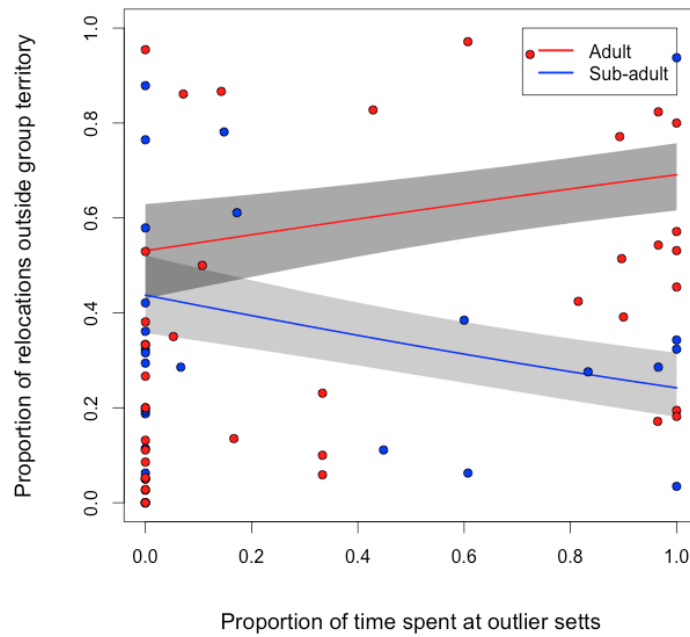 Proportion of relocations outside group territory
1.0
0.8
0.6
0.4
0.2
0.0
Adult
Sub-adult
0.0 0.2 0.4 0.6 0.8 1.0
Proportion of time spent at outlier setts